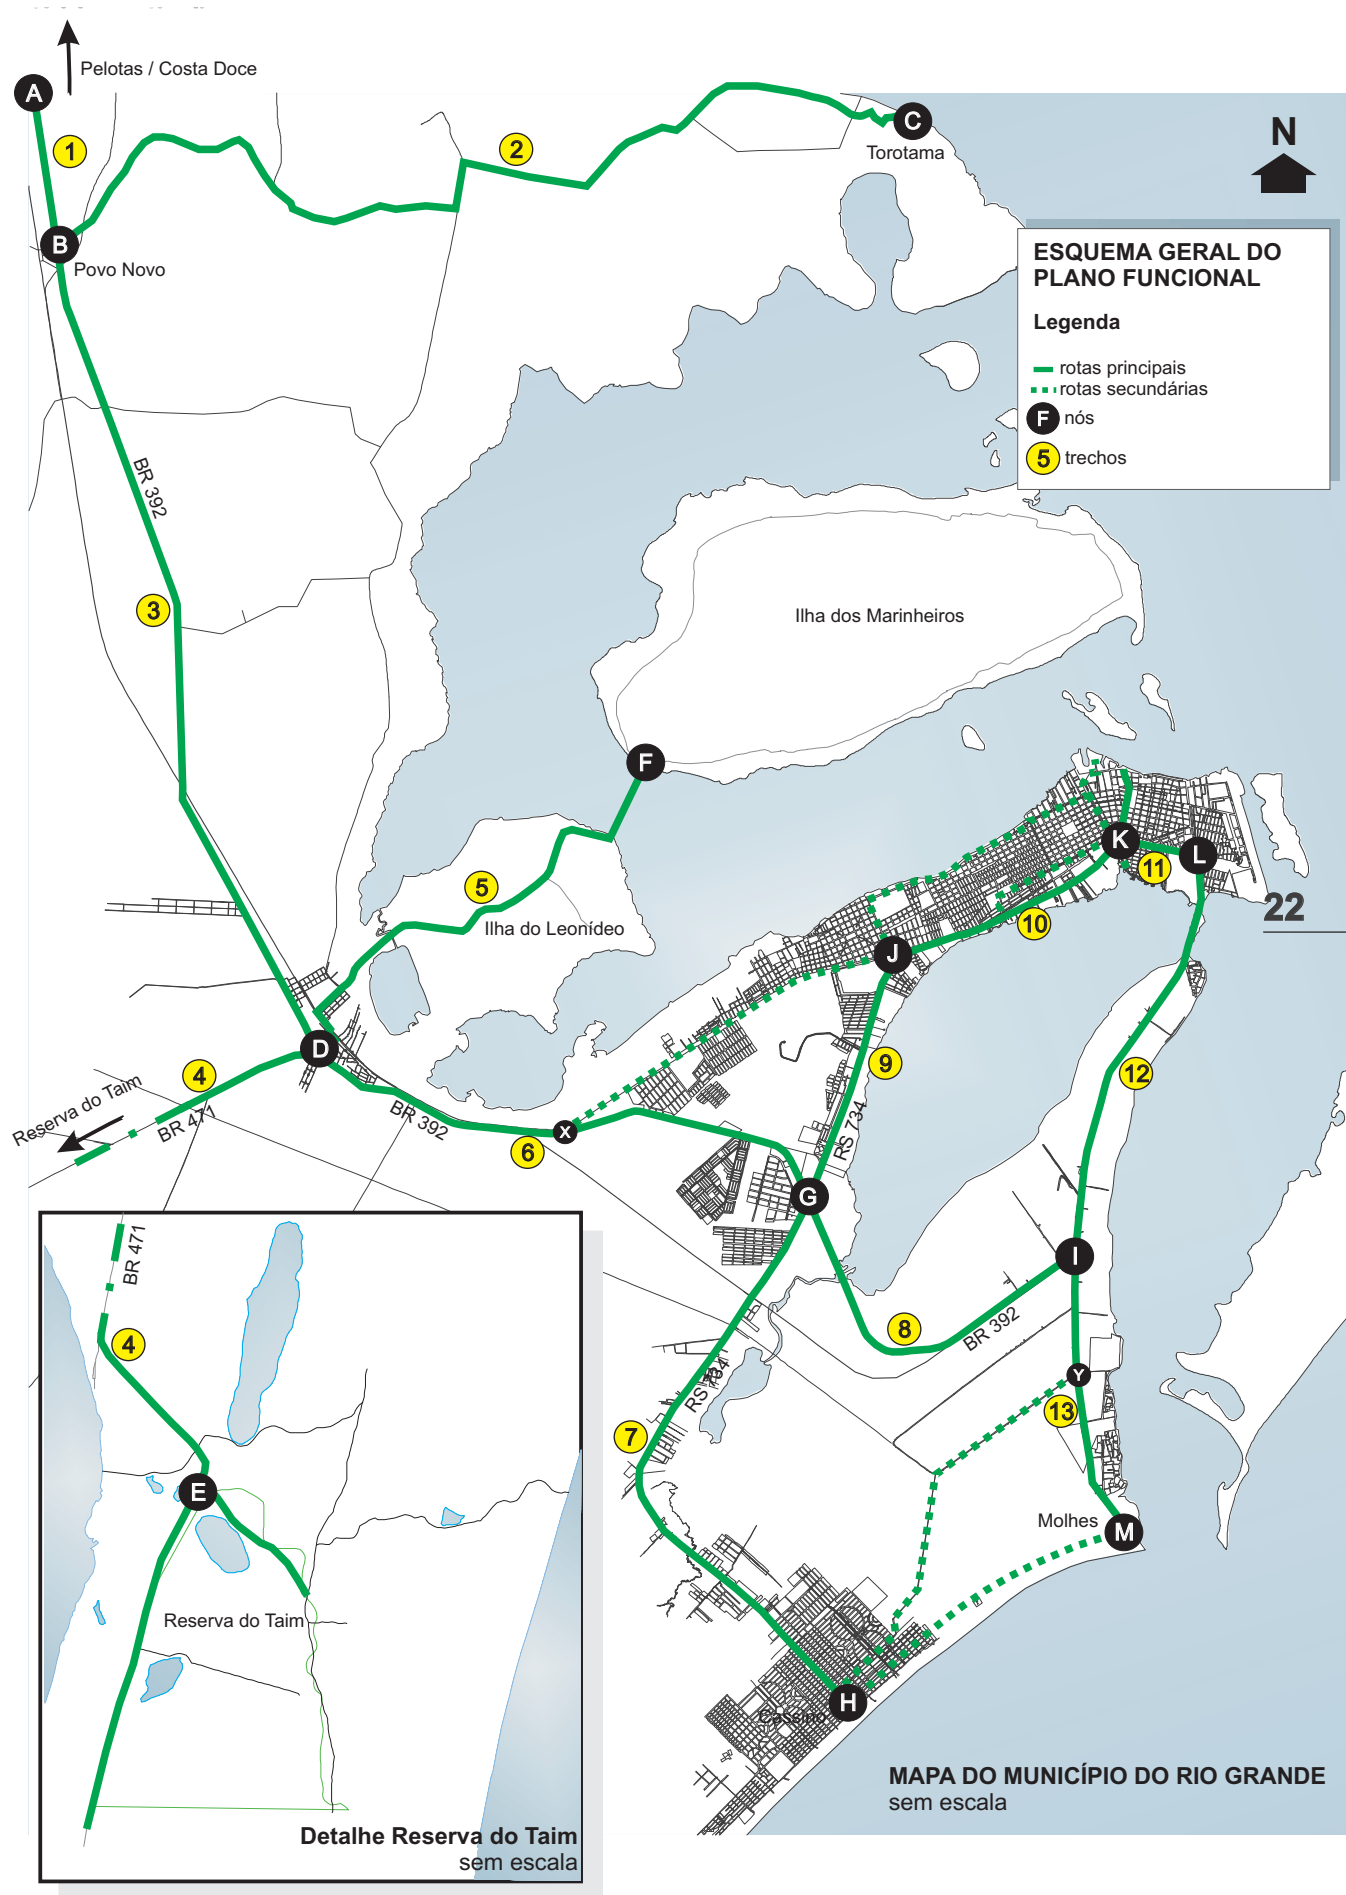 Pelotas / Costa Doce
A
1
2
C
Torotama
N
B
Povo Novo
ESQUEMA GERAL DO
PLANO FUNCIONAL
Legenda
rotas principais
rotas secundárias
F nós
5 trechos
BR 392
3
Ilha dos Marinheiros
F
5
Ilha do Leonídeo
K
11
L
22
10
J
D
4
Reserva do Taim
BR 471
BR 392
6
X
9
RS 734
12
G
I
8
BR 392
Y
13
RS 734
7
Molhes
M
H
Cassino
BR 471
4
E
Reserva do Taim
Detalhe Reserva do Taim
sem escala
MAPA DO MUNICÍPIO DO RIO GRANDE
sem escala